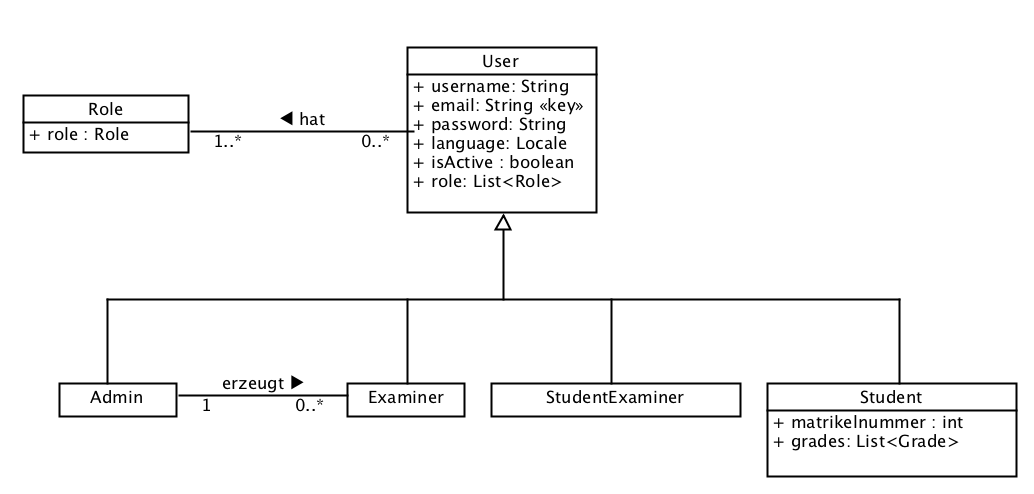 User
+ username: String
+ email: String «key»
+ password: String
+ language: Locale
+ isActive : boolean
+ role: List<Role>
Role
+ role : Role
◀ hat
1..*
0..*
Admin
erzeugt ▶
1
0..*
Examiner
StudentExaminer
Student
+ matrikelnummer : int
+ grades: List<Grade>